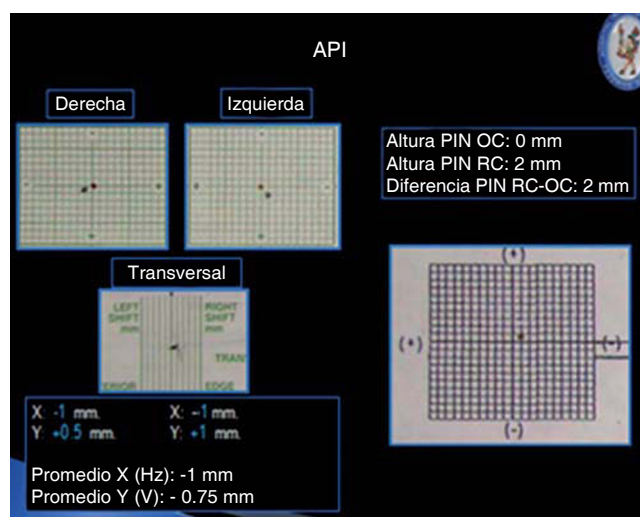 API
Derecha
Izquierda
Altura PIN OC: 0 mm
Altura PIN RC: 2 mm
Diferencia PIN RC-OC: 2 mm
Transversal
LEFT SHIFT mm
RIGHT SHIFT mm
TRAN
ERIOR
EDGE
(+)
(+)
(-)
(-)
X: -1 mm.
X: -1 mm.
Y: +0.5 mm.
Y: +1 mm.
Promedio X (Hz): -1 mm
Promedio Y (V): - 0.75 mm